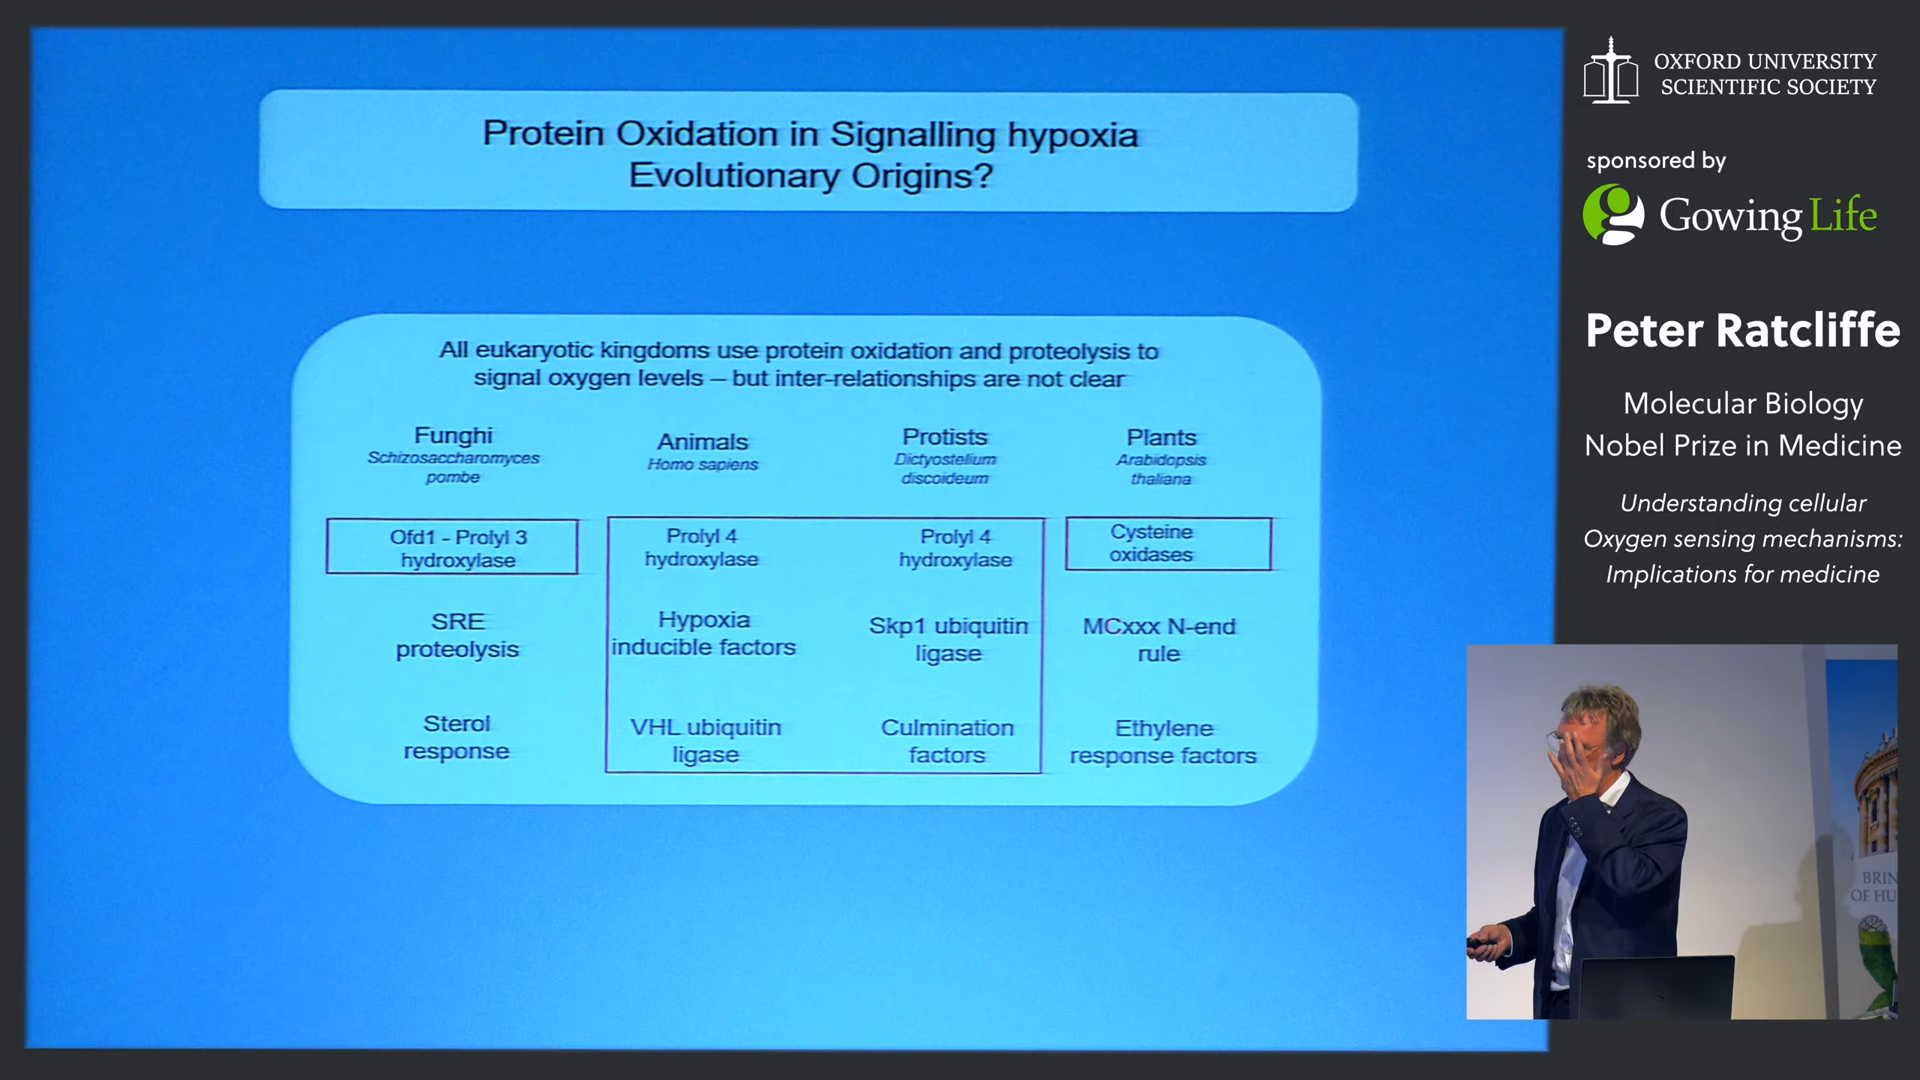 Protein Oxidation in Signalling hypoxia
Evolutionary Origins?
All eukaryotic kingdoms use protein oxidation and proteolysis to
signal oxygen levels – but inter-relationships are not clear
Funghi
Schizosaccharomyces
pombe
Animals
Homo sapiens
Protists
Dictyostelium
discoideum
Plants
Arabidopsis
thaliana
Ofd1 - Prolyl 3
hydroxylase
Prolyl 4
hydroxylase
Prolyl 4
hydroxylase
Cysteine
oxidases
SRE
proteolysis
Hypoxia
inducible factors
Skp1 ubiquitin
ligase
MCxxx N-end
rule
Sterol
response
VHL ubiquitin
ligase
Culmination
factors
Ethylene
response factors
OXFORD UNIVERSITY
SCIENTIFIC SOCIETY
sponsored by
Gowing Life
Peter Ratcliffe
Molecular Biology
Nobel Prize in Medicine
Understanding cellular
Oxygen sensing mechanisms:
Implications for medicine
BRIN
OF HU